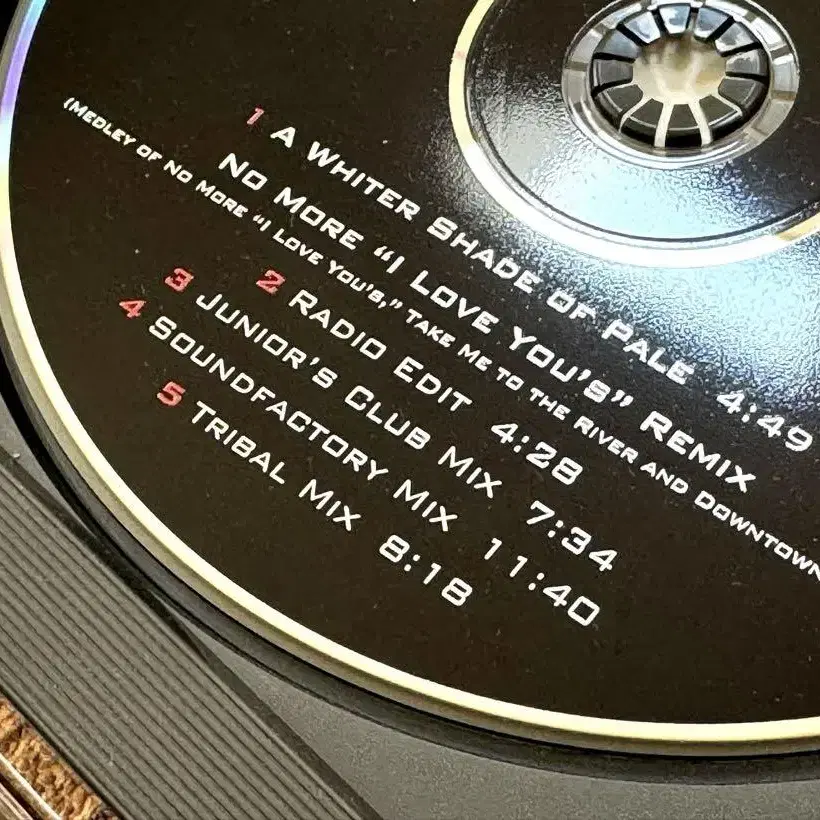 1 A Whiter Shade of Pale 4:49
No More “I Love You's” Remix
(Medley of No More “I Love You's,” Take Me to the River and Downtown
2 Radio Edit 4:28
3 Junior's Club Mix 7:34
4 Soundfactory Mix 11:40
5 Tribal Mix 8:18